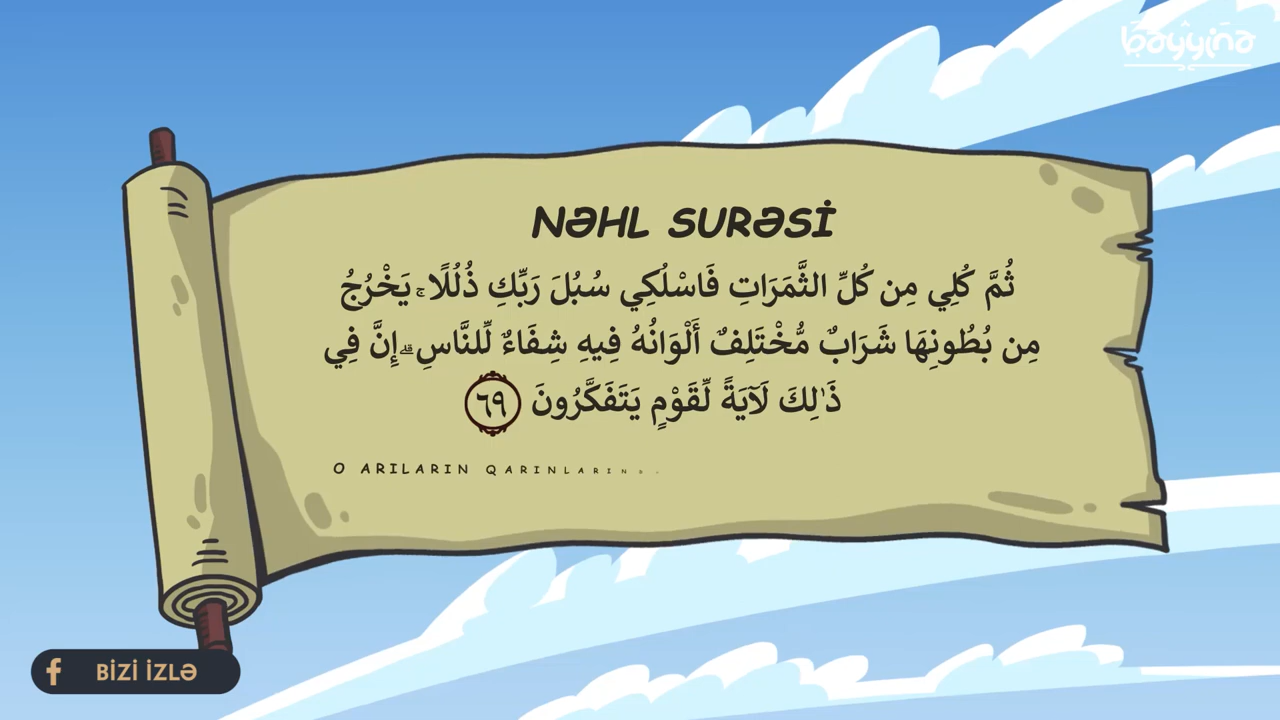 bayyina
NƏHL SURƏSİ
ثُمَّ كُلِي مِن كُلِّ الثَّمَرَاتِ فَاسْلُكِي سُبُلَ رَبِّكِ ذُلُلًا ۚ يَخْرُجُ
مِن بُطُونِهَا شَرَابٌ مُّخْتَلِفٌ أَلْوَانُهُ فِيهِ شِفَاءٌ لِّلنَّاسِ ۗ إِنَّ فِي
ذَٰلِكَ لَآيَةً لِّقَوْمٍ يَتَفَكَّرُونَ ٦٩
O ARILARIN
BİZİ İZLƏ